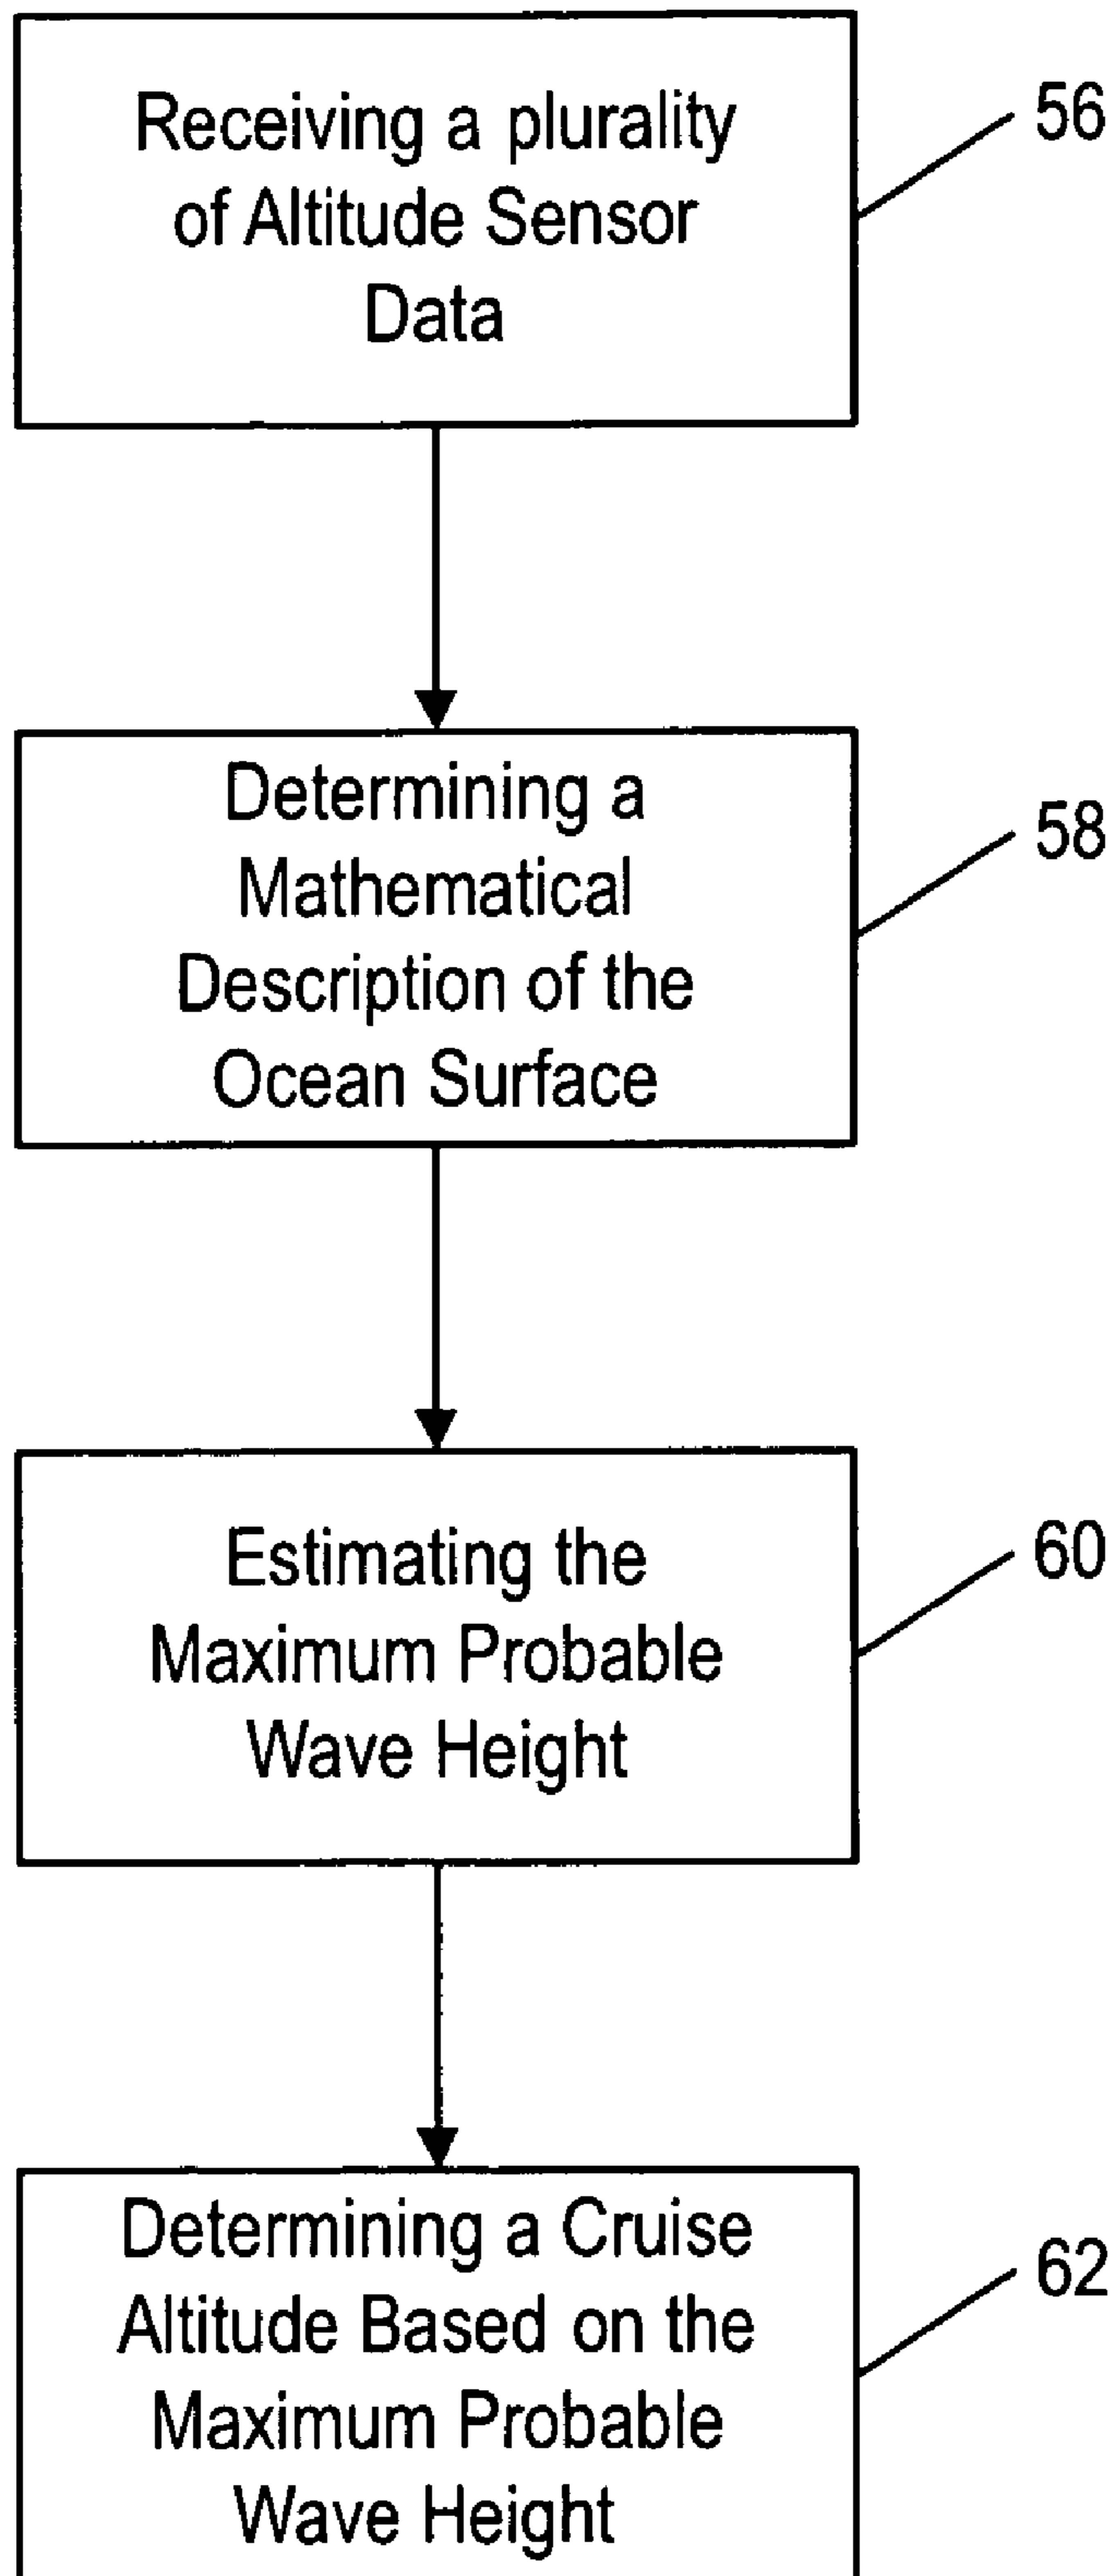 Receiving a plurality
of Altitude Sensor
Data
56
Determining a
Mathematical
Description of the
Ocean Surface
58
Estimating the
Maximum Probable
Wave Height
60
Determining a Cruise
Altitude Based on the
Maximum Probable
Wave Height
62